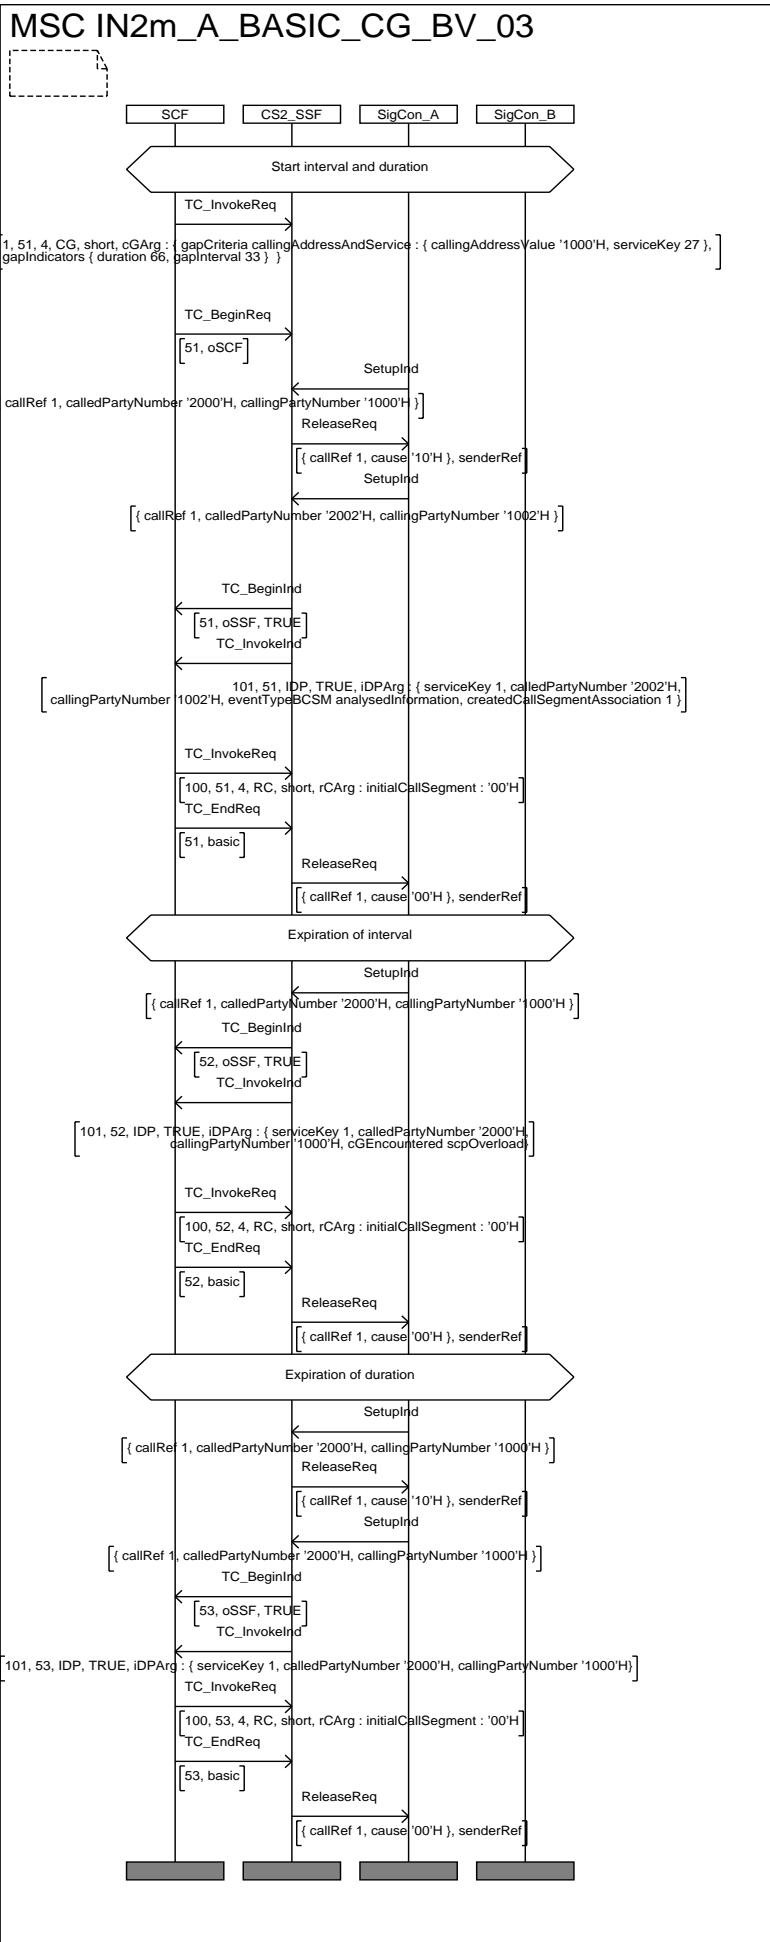 MSC IN2m_A_BASIC_CG_BV_03
SCF
CS2_SSF
SigCon_A
SigCon_B
Start interval and duration
TC_InvokeReq
1, 51, 4, CG, short, cGArg : { gapCriteria callingAddressAndService : { callingAddressValue '1000'H, serviceKey 27 },
gapIndicators { duration 66, gapInterval 33 } }
TC_BeginReq
51, oSCF
SetupInd
callRef 1, calledPartyNumber '2000'H, callingPartyNumber '1000'H }
ReleaseReq
{ callRef 1, cause '10'H }, senderRef
SetupInd
{ callRef 1, calledPartyNumber '2002'H, callingPartyNumber '1002'H }
TC_BeginInd
51, oSSF, TRUE
TC_InvokeInd
101, 51, IDP, TRUE, iDPArg : { serviceKey 1, calledPartyNumber '2002'H,
callingPartyNumber '1002'H, eventTypeBCSM analysedInformation, createdCallSegmentAssociation 1 }
TC_InvokeReq
100, 51, 4, RC, short, rCArg : initialCallSegment : '00'H
TC_EndReq
51, basic
ReleaseReq
{ callRef 1, cause '00'H }, senderRef
Expiration of interval
SetupInd
{ callRef 1, calledPartyNumber '2000'H, callingPartyNumber '1000'H }
TC_BeginInd
52, oSSF, TRUE
TC_InvokeInd
101, 52, IDP, TRUE, iDPArg : { serviceKey 1, calledPartyNumber '2000'H,
callingPartyNumber '1000'H, cGEncountered scpOverload}
TC_InvokeReq
100, 52, 4, RC, short, rCArg : initialCallSegment : '00'H
TC_EndReq
52, basic
ReleaseReq
{ callRef 1, cause '00'H }, senderRef
Expiration of duration
SetupInd
{ callRef 1, calledPartyNumber '2000'H, callingPartyNumber '1000'H }
ReleaseReq
{ callRef 1, cause '10'H }, senderRef
SetupInd
{ callRef 1, calledPartyNumber '2000'H, callingPartyNumber '1000'H }
TC_BeginInd
53, oSSF, TRUE
TC_InvokeInd
101, 53, IDP, TRUE, iDPArg : { serviceKey 1, calledPartyNumber '2000'H, callingPartyNumber '1000'H}
TC_InvokeReq
100, 53, 4, RC, short, rCArg : initialCallSegment : '00'H
TC_EndReq
53, basic
ReleaseReq
{ callRef 1, cause '00'H }, senderRef